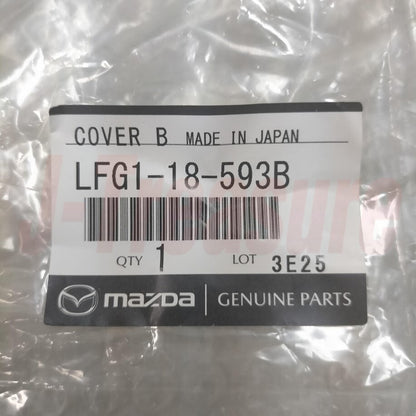 COVER B MADE IN JAPAN
LFG1-18-593B
QTY 1 LOT 3E25
mazda GENUINE PARTS